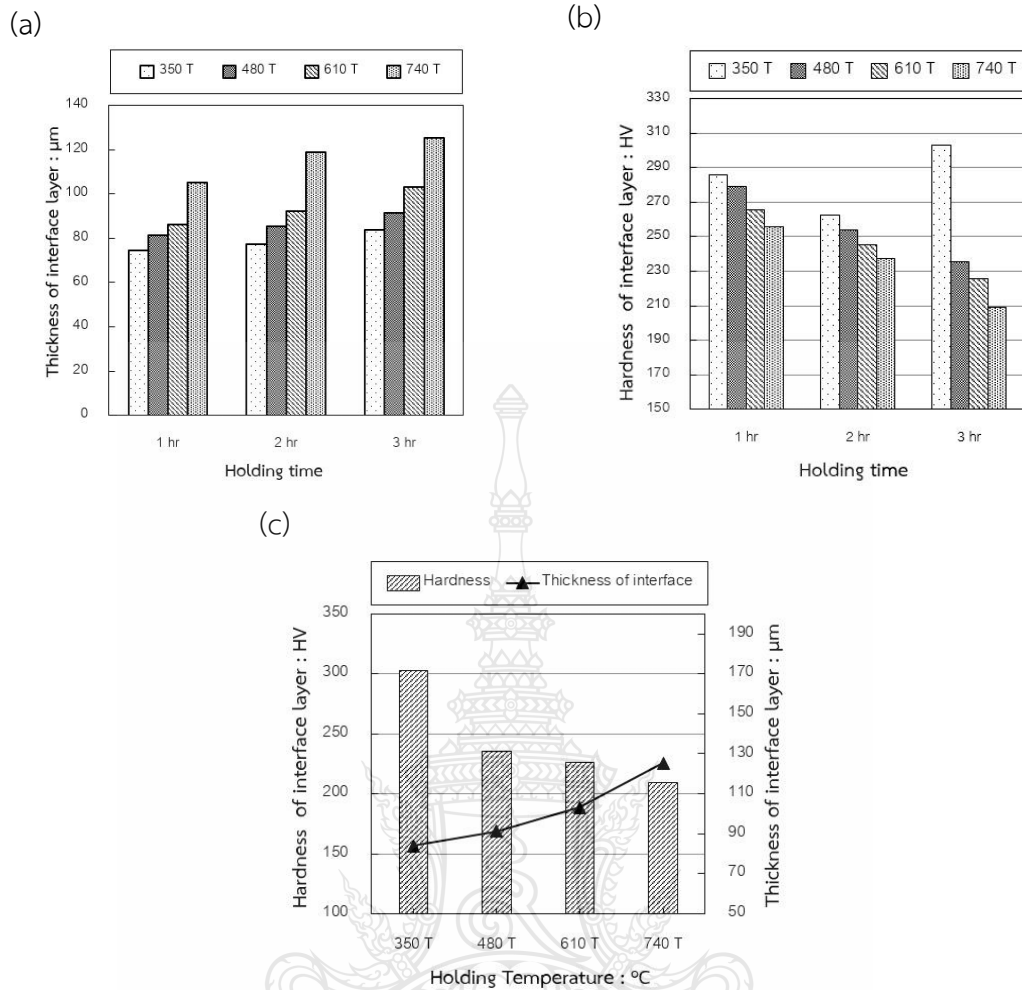 (a)
350 T 480 T 610 T 740 T
Thickness of interface layer : µm
140
120
100
80
60
40
20
0
1 hr 2 hr 3 hr
Holding time
(b)
350 T 480 T 610 T 740 T
Hardness of interface layer : HV
330
310
290
270
250
230
210
190
170
150
1 hr 2 hr 3 hr
Holding time
(c)
Hardness Thickness of interface
Hardness of interface layer : HV
350
300
250
200
150
100
190
170
150
130
110
90
70
50
Thickness of interface layer : µm
350 T 480 T 610 T 740 T
Holding Temperature : ºC